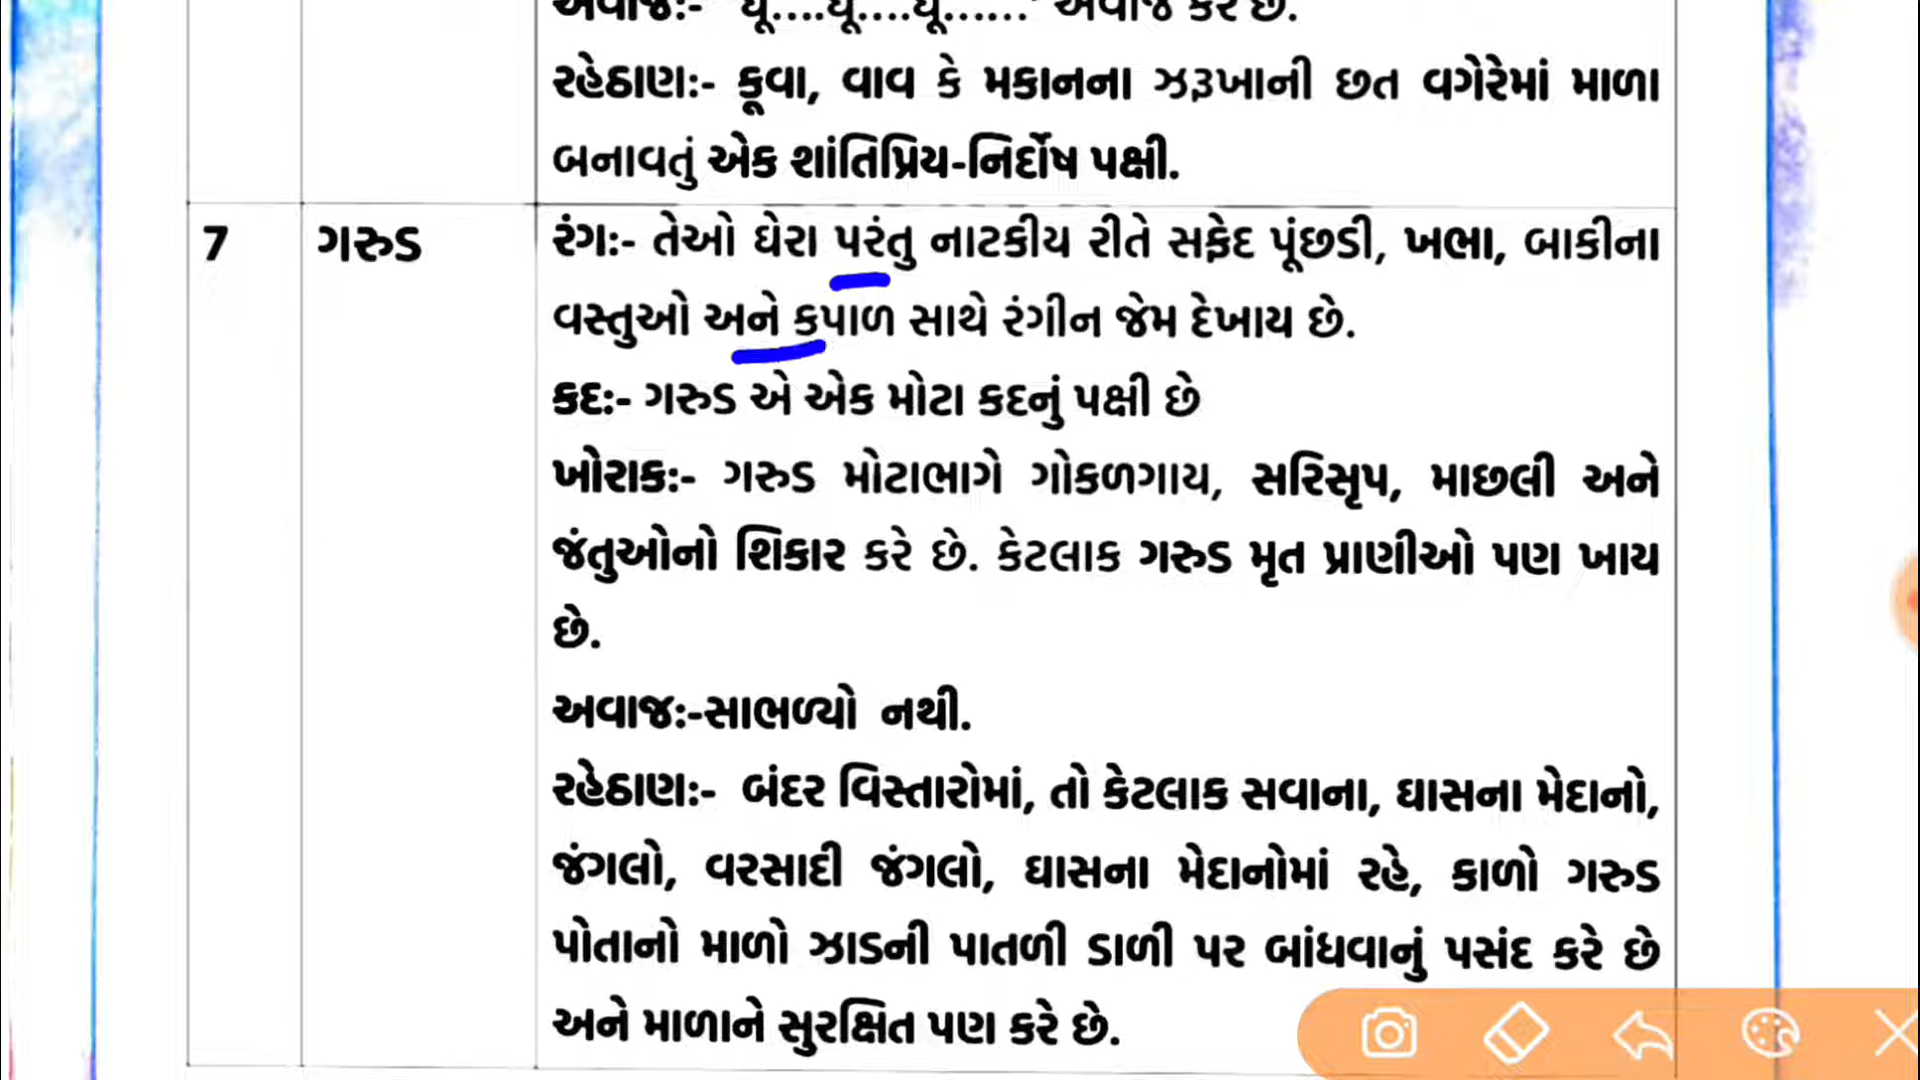 અવાજ:- ઘૂ....ઘૂ....ઘૂ......' અવાજ કરે છે.
રહેઠાણ:- કૂવા, વાવ કે મકાનના ઝરૂખાની છત વગેરેમાં માળા
બનાવતું એક શાંતિપ્રિય-નિર્દોષ પક્ષી.
7 ગરુડ રંગ:- તેઓ ઘેરા પરંતુ નાટકીય રીતે સફેદ પૂંછડી, ખભા, બાકીના
વસ્તુઓ અને કપાળ સાથે રંગીન જેમ દેખાય છે.
કદ:- ગરુડ એ એક મોટા કદનું પક્ષી છે
ખોરાક:- ગરુડ મોટાભાગે ગોકળગાય, સરિસૃપ, માછલી અને
જંતુઓનો શિકાર કરે છે. કેટલાક ગરુડ મૃત પ્રાણીઓ પણ ખાય
છે.
અવાજ:-સાભળ્યો નથી.
રહેઠાણ:- બંદર વિસ્તારોમાં, તો કેટલાક સવાના, ઘાસના મેદાનો,
જંગલો, વરસાદી જંગલો, ઘાસના મેદાનોમાં રહે, કાળો ગરુડ
પોતાનો માળો ઝાડની પાતળી ડાળી પર બાંધવાનું પસંદ કરે છે
અને માળાને સુરક્ષિત પણ કરે છે.